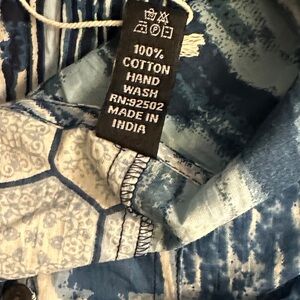 100%
COTTON
HAND
WASH
RN:92502
MADE IN
INDIA